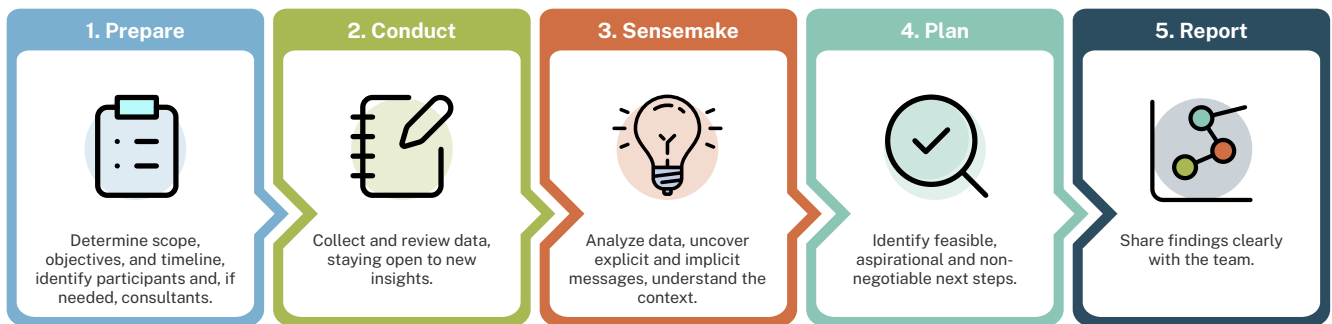 1. Prepare
Determine scope,
objectives, and timeline,
identify participants and, if
needed, consultants.
2. Conduct
Collect and review data,
staying open to new
insights.
3. Sensemake
Analyze data, uncover
explicit and implicit
messages, understand the
context.
4. Plan
Identify feasible,
aspirational and non-
negotiable next steps.
5. Report
Share findings clearly
with the team.